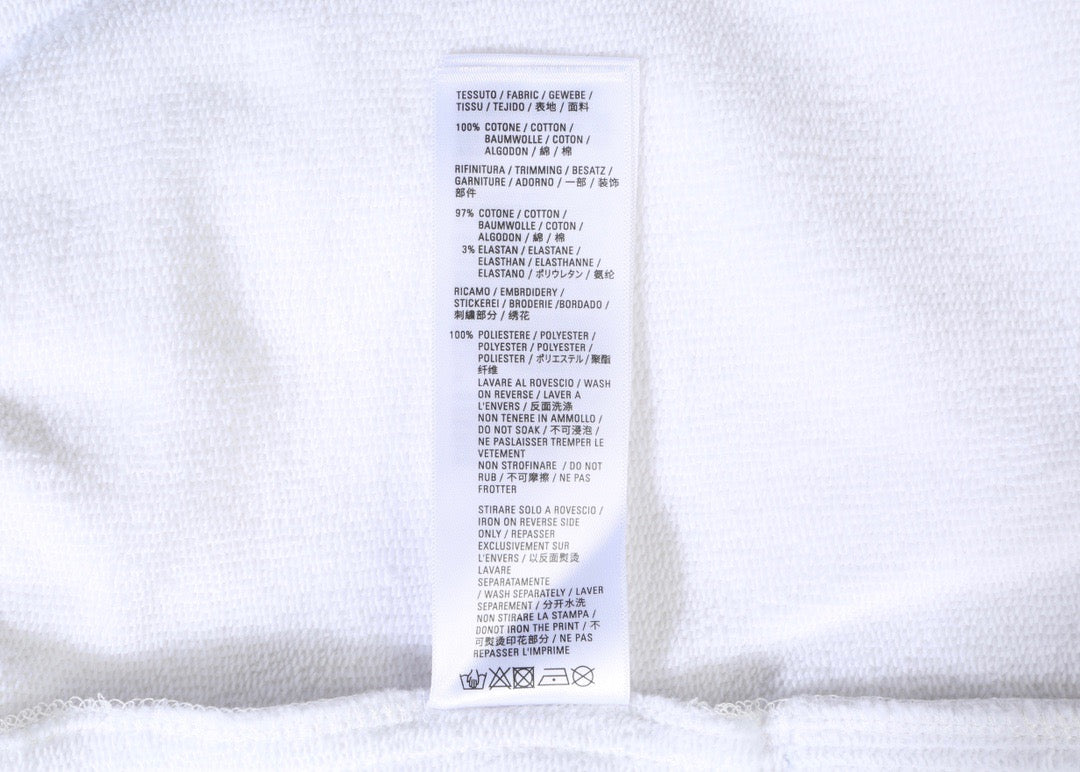 TESSUTO / FABRIC / GEWEBE /
TISSU / TEJIDO / 表地 / 面料
100% COTONE / COTTON /
BAUMWOLLE / COTON /
ALGODON / 綿 / 棉
RIFINITURA / TRIMMING / BESATZ /
GARNITURE / ADORNO / 一部 / 装饰
部件
97% COTONE / COTTON /
BAUMWOLLE / COTON /
ALGODON / 綿 / 棉
3% ELASTAN / ELASTANE /
ELASTHAN / ELASTHANNE /
ELASTANO / ポリウレタン / 氨纶
RICAMO / EMBRDIDERY /
STICKEREI / BRODERIE /BORDADO /
刺繍部分 / 绣花
100% POLIESTERE / POLYESTER /
POLYESTER / POLYESTER /
POLIESTER / ポリエステル / 聚酯
纤维
LAVARE AL ROVESCIO / WASH
ON REVERSE / LAVER A
L'ENVERS / 反面洗涤
NON TENERE IN AMMOLLO /
DO NOT SOAK / 不可浸泡 /
NE PASLAISSER TREMPER LE
VETEMENT
NON STROFINARE / DO NOT
RUB / 不可摩擦 / NE PAS
FROTTER
STIRARE SOLO A ROVESCIO /
IRON ON REVERSE SIDE
ONLY / REPASSER
EXCLUSIVEMENT SUR
L'ENVERS / 以反面熨烫
LAVARE
SEPARATAMENTE
/ WASH SEPARATELY / LAVER
SEPAREMENT / 分开水洗
NON STIRARE LA STAMPA /
DONOT IRON THE PRINT / 不
可熨烫印花部分 / NE PAS
REPASSER L'IMPRIME